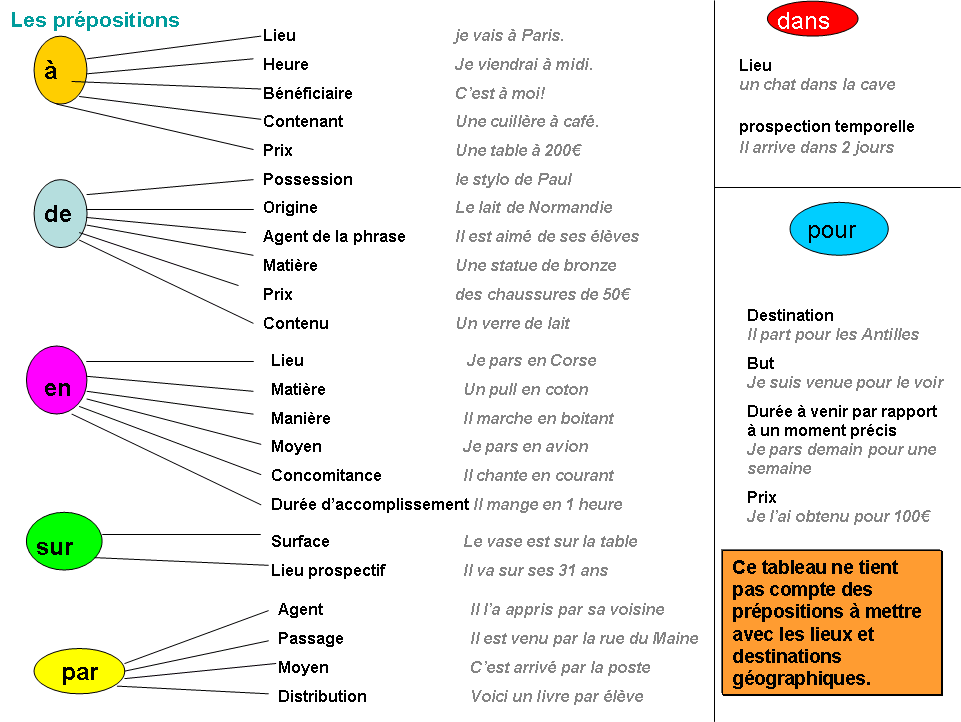 Les prépositions
à
Lieu je vais à Paris.
Heure Je viendrai à midi.
Bénéficiaire C'est à moi!
Contenant Une cuillère à café.
Prix Une table à 200€
de
Possession le stylo de Paul
Origine Le lait de Normandie
Agent de la phrase Il est aimé de ses élèves
Matière Une statue de bronze
Prix des chaussures de 50€
Contenu Un verre de lait
en
Lieu Je pars en Corse
Matière Un pull en coton
Manière Il marche en boitant
Moyen Je pars en avion
Concomitance Il chante en courant
Durée d'accomplissement Il mange en 1 heure
sur
Surface Le vase est sur la table
Lieu prospectif Il va sur ses 31 ans
par
Agent Il l'a appris par sa voisine
Passage Il est venu par la rue du Maine
Moyen C'est arrivé par la poste
Distribution Voici un livre par élève
dans
Lieu
un chat dans la cave
prospection temporelle
Il arrive dans 2 jours
pour
Destination
Il part pour les Antilles
But
Je suis venue pour le voir
Durée à venir par rapport
à un moment précis
Je pars demain pour une
semaine
Prix
Je l'ai obtenu pour 100€
Ce tableau ne tient
pas compte des
prépositions à mettre
avec les lieux et
destinations
géographiques.